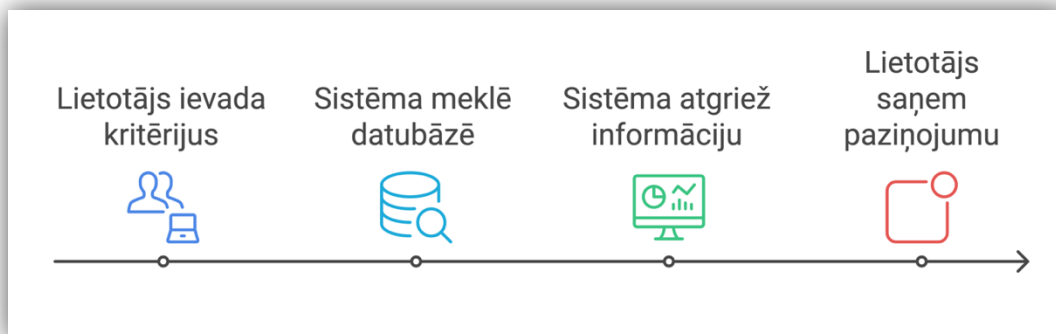 Lietotājs ievada
kritērijus
Sistēma meklē
datubāzē
Sistēma atgriež
informāciju
Lietotājs
saņem
paziņojumu